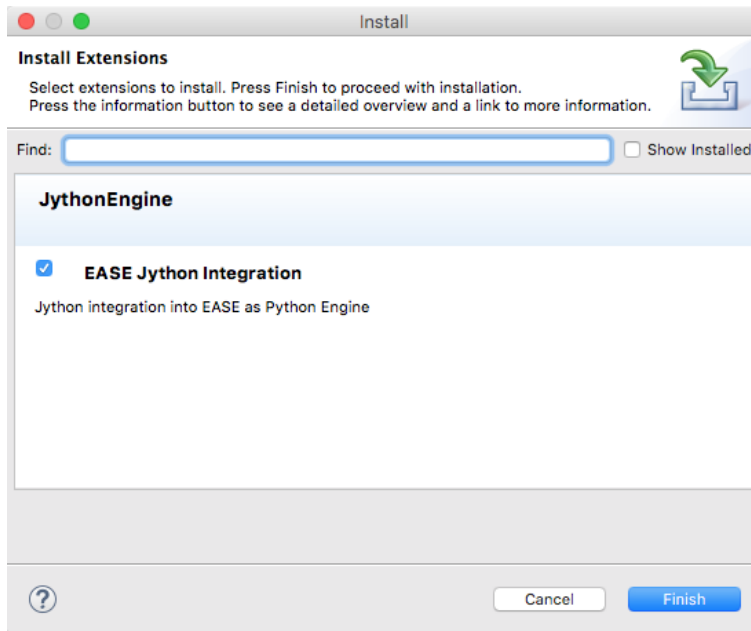 Install
Install Extensions
Select extensions to install. Press Finish to proceed with installation.
Press the information button to see a detailed overview and a link to more information.
Find:
Show Installed
JythonEngine
EASE Jython Integration
Jython integration into EASE as Python Engine
?
Cancel
Finish